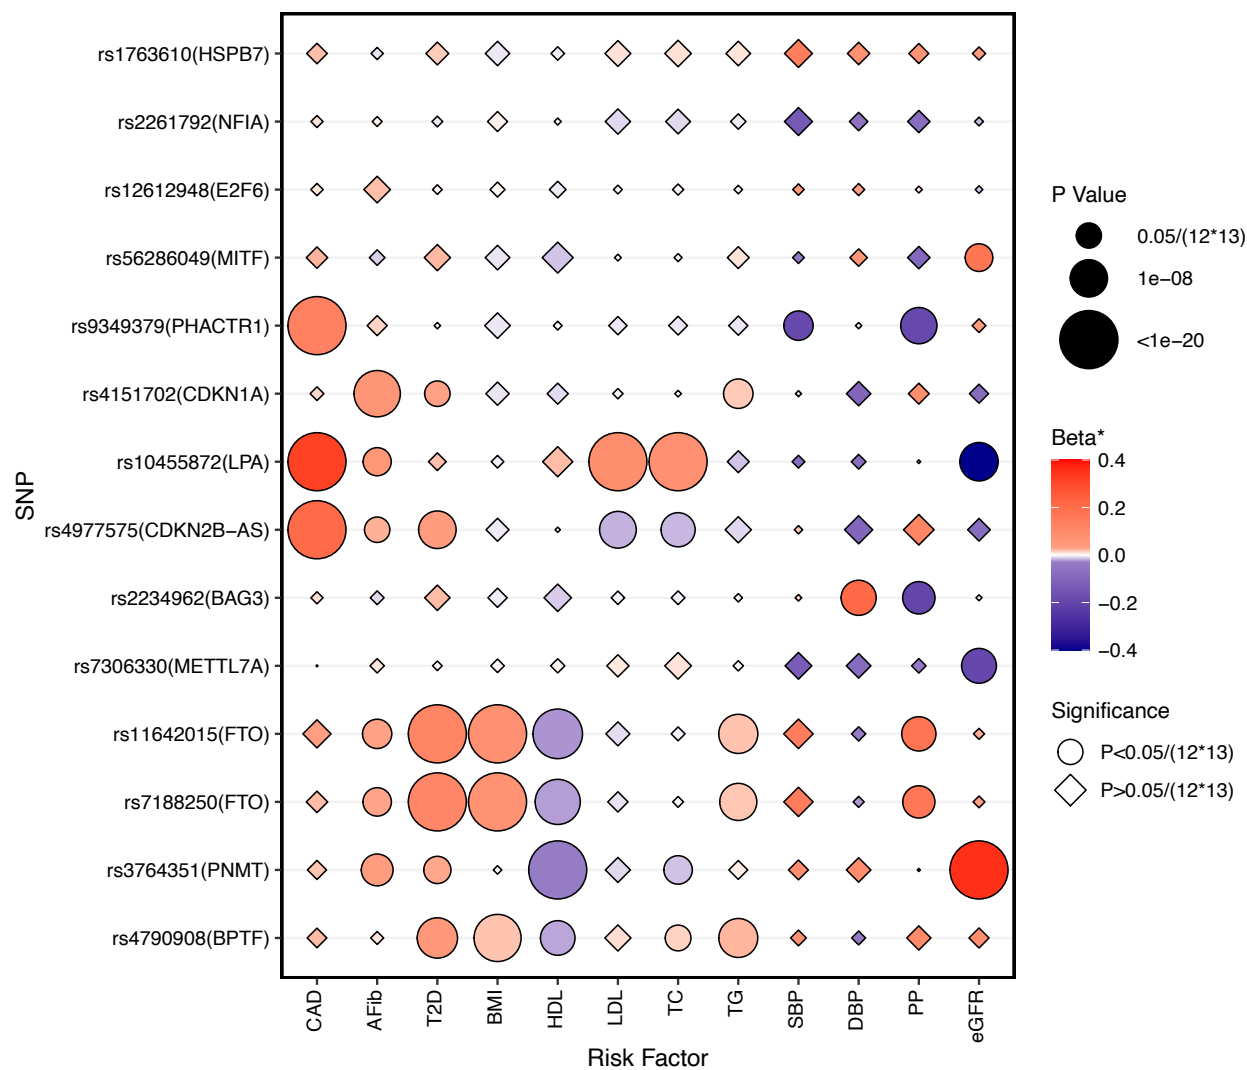 rs1763610(HSPB7)
rs2261792(NFIA)
rs12612948(E2F6)
rs56286049(MITF)
rs9349379(PHACTR1)
rs4151702(CDKN1A)
rs10455872(LPA)
rs4977575(CDKN2B−AS)
rs2234962(BAG3)
rs7306330(METTL7A)
rs11642015(FTO)
rs7188250(FTO)
rs3764351(PNMT)
rs4790908(BPTF)
SNP
CAD
AFib
T2D
BMI
HDL
LDL
TC
TG
SBP
DBP
PP
eGFR
Risk Factor
P Value
0.05/(12*13)
1e−08
<1e−20
Beta*
0.4
0.2
0.0
−0.2
−0.4
Significance
P<0.05/(12*13)
P>0.05/(12*13)